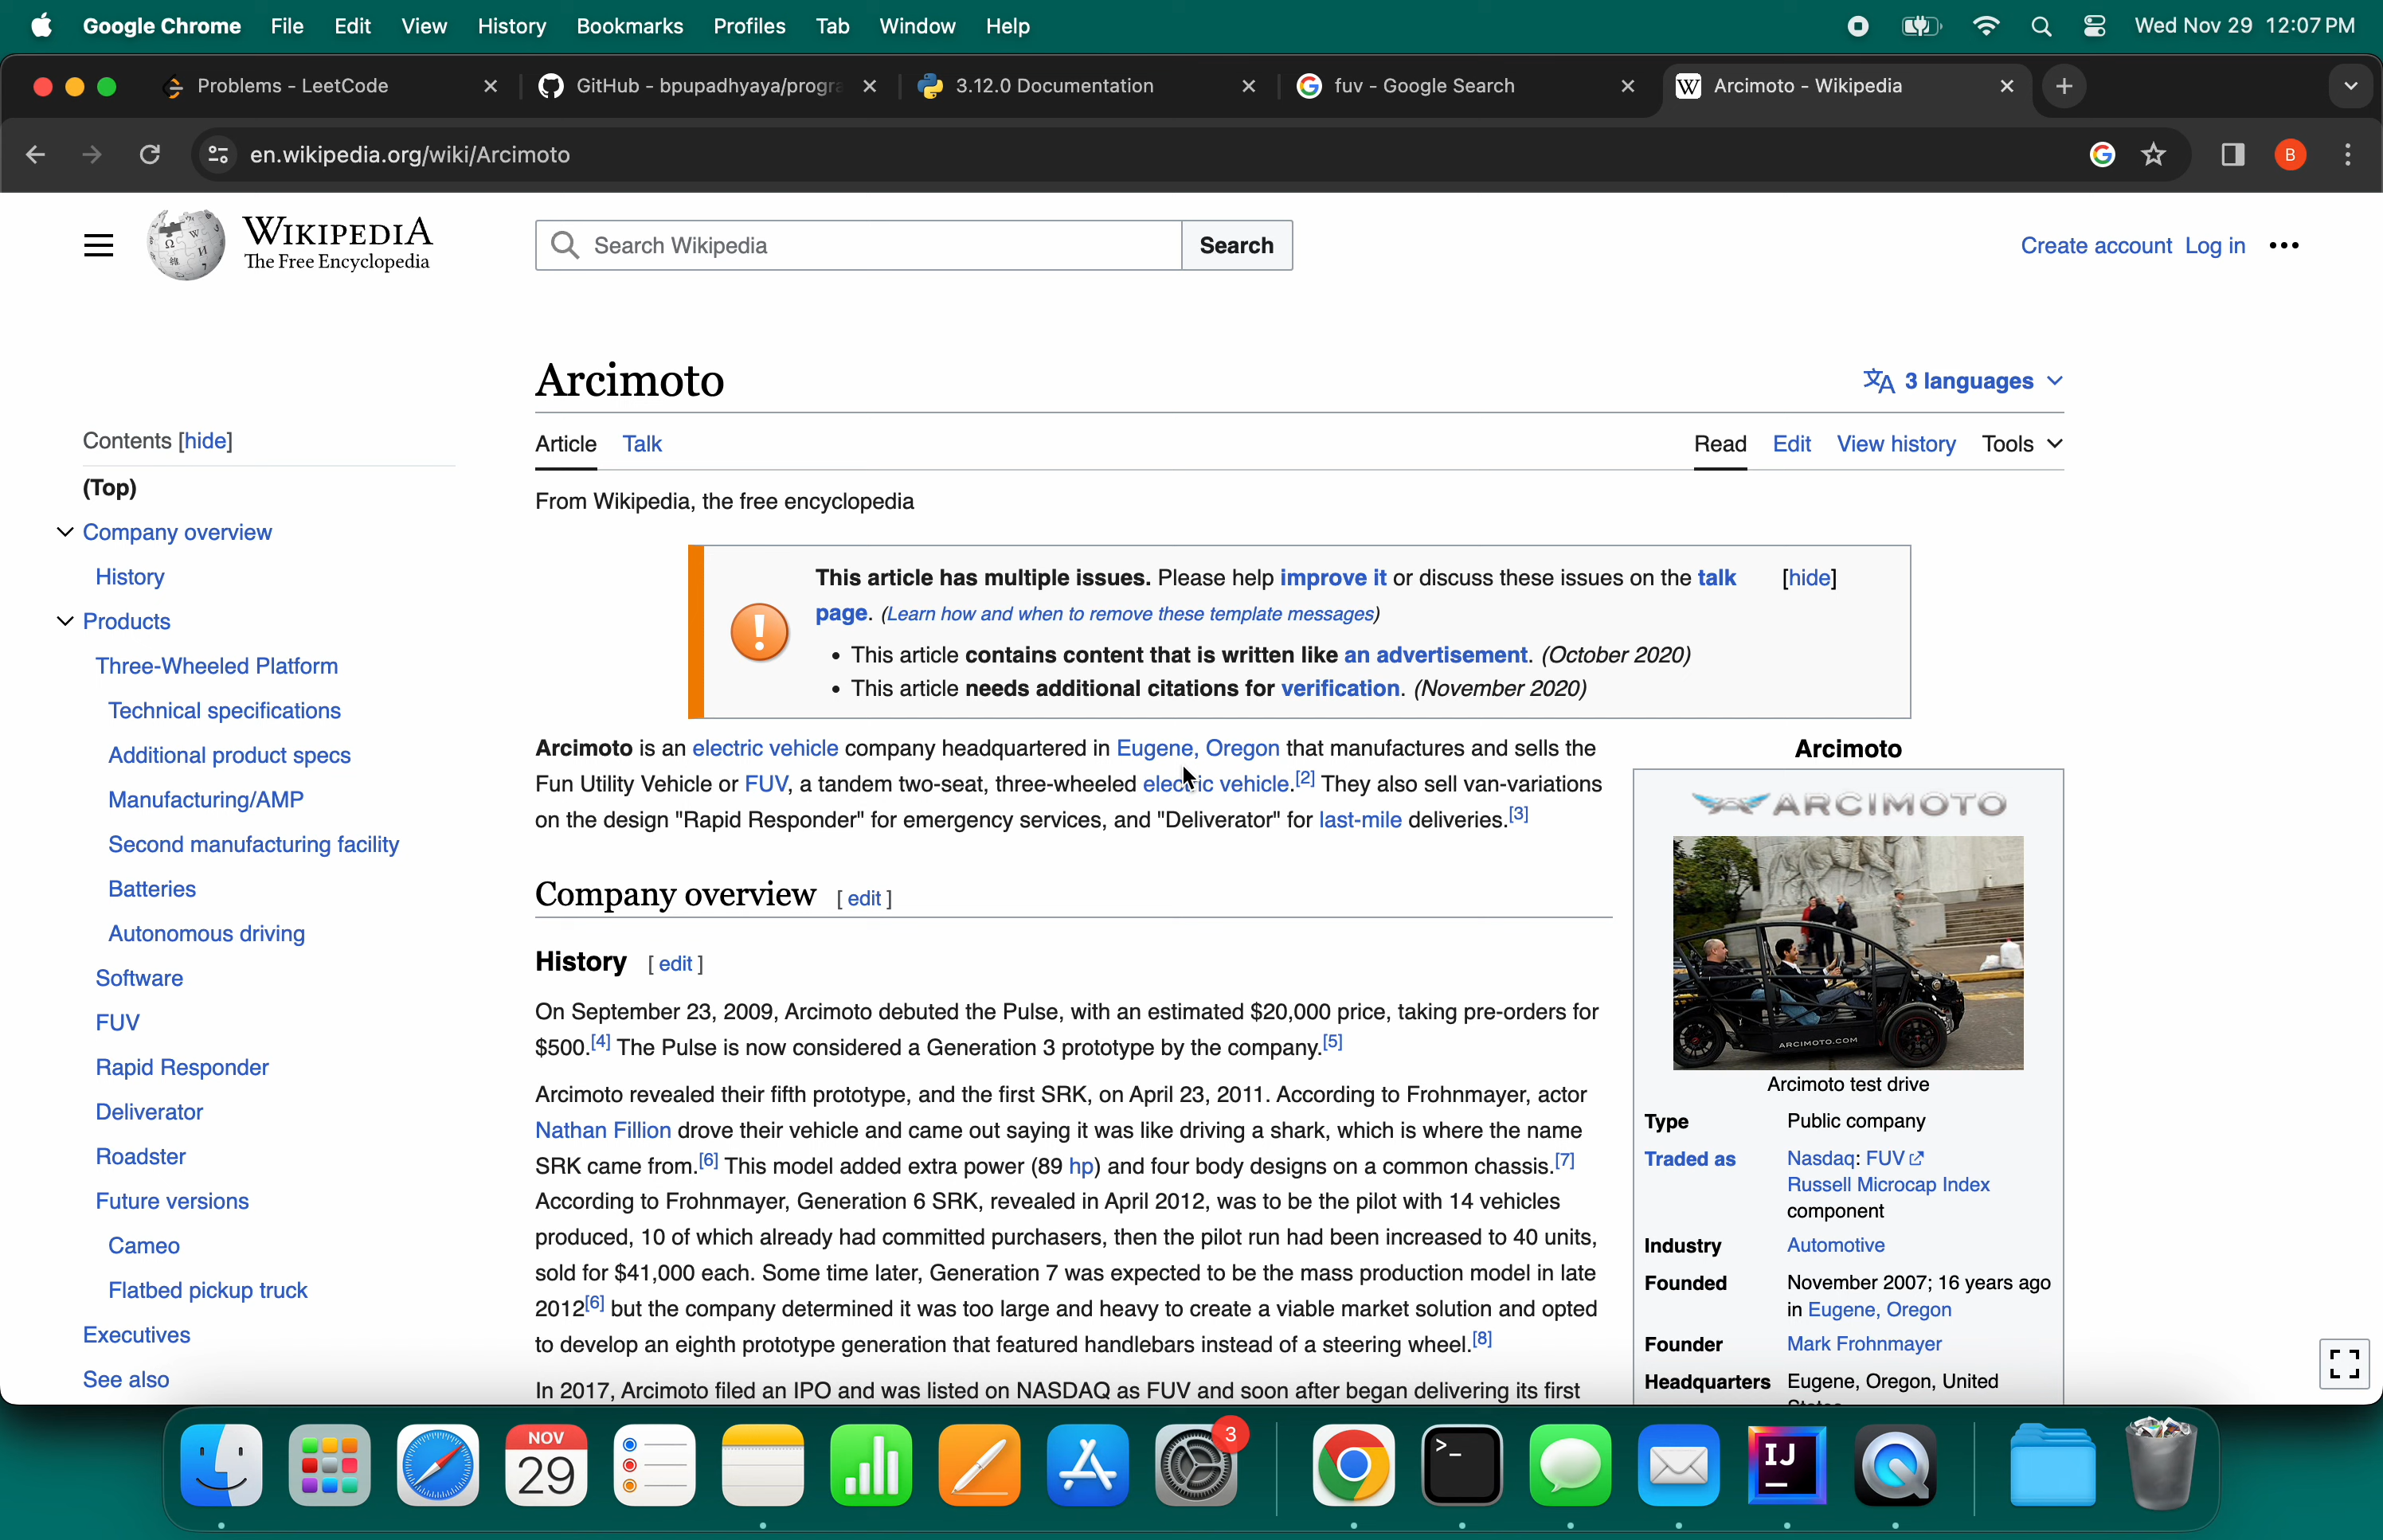 Google Chrome File Edit View History Bookmarks Profiles Tab Window Help Wed Nov 29 12:07 PM
Problems - LeetCode GitHub - bpupadhyaya/progra 3.12.0 Documentation fuv - Google Search Arcimoto - Wikipedia
en.wikipedia.org/wiki/Arcimoto B
WIKIPEDIA
The Free Encyclopedia
Search Wikipedia Search
Create account Log in
Arcimoto
3 languages
Article Talk Read Edit View history Tools
From Wikipedia, the free encyclopedia
Contents [hide]
(Top)
Company overview
History
Products
Three-Wheeled Platform
Technical specifications
Additional product specs
Manufacturing/AMP
Second manufacturing facility
Batteries
Autonomous driving
Software
FUV
Rapid Responder
Deliverator
Roadster
Future versions
Cameo
Flatbed pickup truck
Executives
See also
This article has multiple issues. Please help improve it or discuss these issues on the talk [hide]
page. (Learn how and when to remove these template messages)
• This article contains content that is written like an advertisement. (October 2020)
• This article needs additional citations for verification. (November 2020)
Arcimoto is an electric vehicle company headquartered in Eugene, Oregon that manufactures and sells the
Fun Utility Vehicle or FUV, a tandem two-seat, three-wheeled electric vehicle.[2] They also sell van-variations
on the design "Rapid Responder" for emergency services, and "Deliverator" for last-mile deliveries.[3]
Company overview [ edit ]
History [ edit ]
On September 23, 2009, Arcimoto debuted the Pulse, with an estimated $20,000 price, taking pre-orders for
$500.[4] The Pulse is now considered a Generation 3 prototype by the company.[5]
Arcimoto revealed their fifth prototype, and the first SRK, on April 23, 2011. According to Frohnmayer, actor
Nathan Fillion drove their vehicle and came out saying it was like driving a shark, which is where the name
SRK came from.[6] This model added extra power (89 hp) and four body designs on a common chassis.[7]
According to Frohnmayer, Generation 6 SRK, revealed in April 2012, was to be the pilot with 14 vehicles
produced, 10 of which already had committed purchasers, then the pilot run had been increased to 40 units,
sold for $41,000 each. Some time later, Generation 7 was expected to be the mass production model in late
2012[6] but the company determined it was too large and heavy to create a viable market solution and opted
to develop an eighth prototype generation that featured handlebars instead of a steering wheel.[8]
In 2017, Arcimoto filed an IPO and was listed on NASDAQ as FUV and soon after began delivering its first
Arcimoto
ARCIMOTO
ARCIMOTO.COM
Arcimoto test drive
Type Public company
Traded as Nasdaq: FUV
Russell Microcap Index
component
Industry Automotive
Founded November 2007; 16 years ago
in Eugene, Oregon
Founder Mark Frohnmayer
Headquarters Eugene, Oregon, United
NOV
29
3
>_
IJ